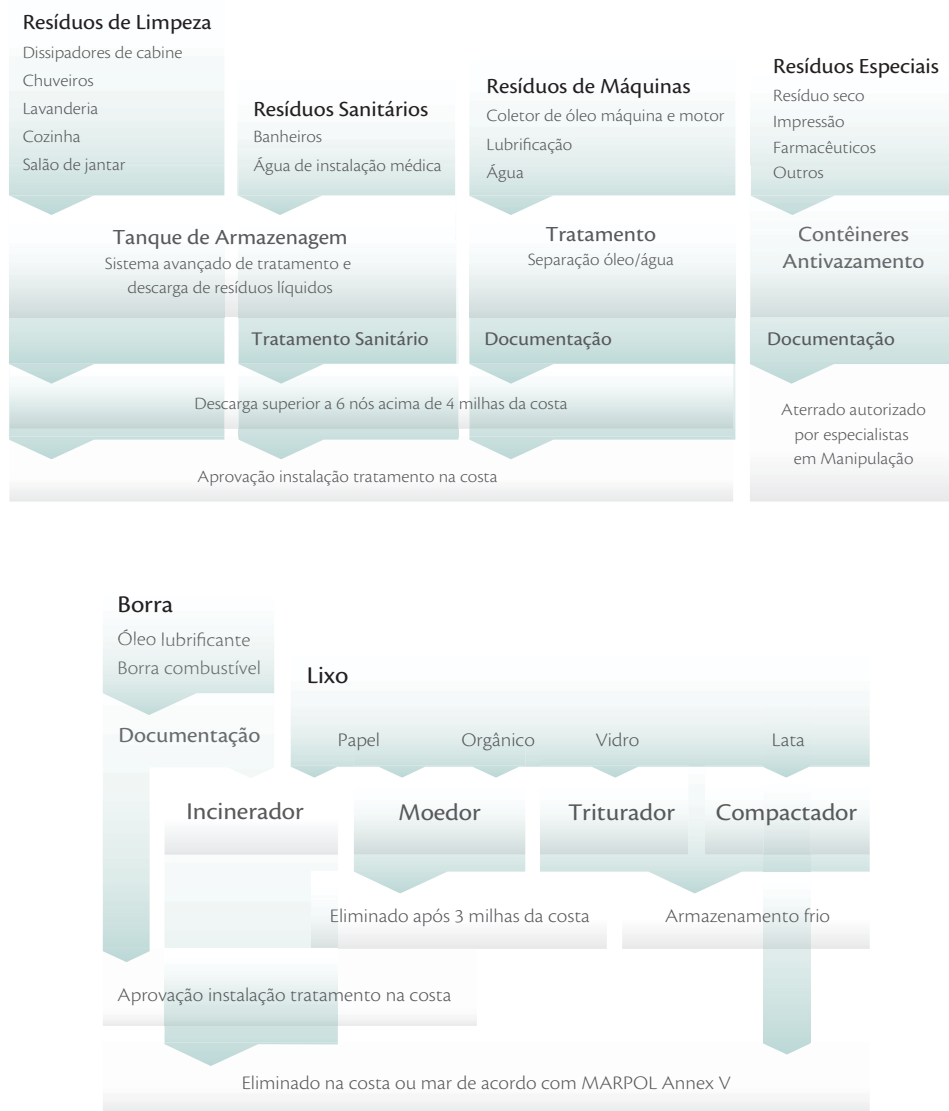 Resíduos de Limpeza
Dissipadores de cabine
Chuveiros
Lavanderia
Cozinha
Salão de jantar
Resíduos Sanitários
Banheiros
Água de instalação médica
Resíduos de Máquinas
Coletor de óleo máquina e motor
Lubrificação
Água
Resíduos Especiais
Resíduo seco
Impressão
Farmacêuticos
Outros
Tanque de Armazenagem
Sistema avançado de tratamento e
descarga de resíduos líquidos
Tratamento
Separação óleo/água
Contêineres
Antivazamento
Tratamento Sanitário
Documentação
Documentação
Descarga superior a 6 nós acima de 4 milhas da costa
Aprovação instalação tratamento na costa
Aterrado autorizado
por especialistas
em Manipulação
Borra
Óleo lubrificante
Borra combustível
Documentação
Lixo
Papel
Orgânico
Vidro
Lata
Incinerador
Moedor
Triturador
Compactador
Eliminado após 3 milhas da costa
Armazenamento frio
Aprovação instalação tratamento na costa
Eliminado na costa ou mar de acordo com MARPOL Annex V